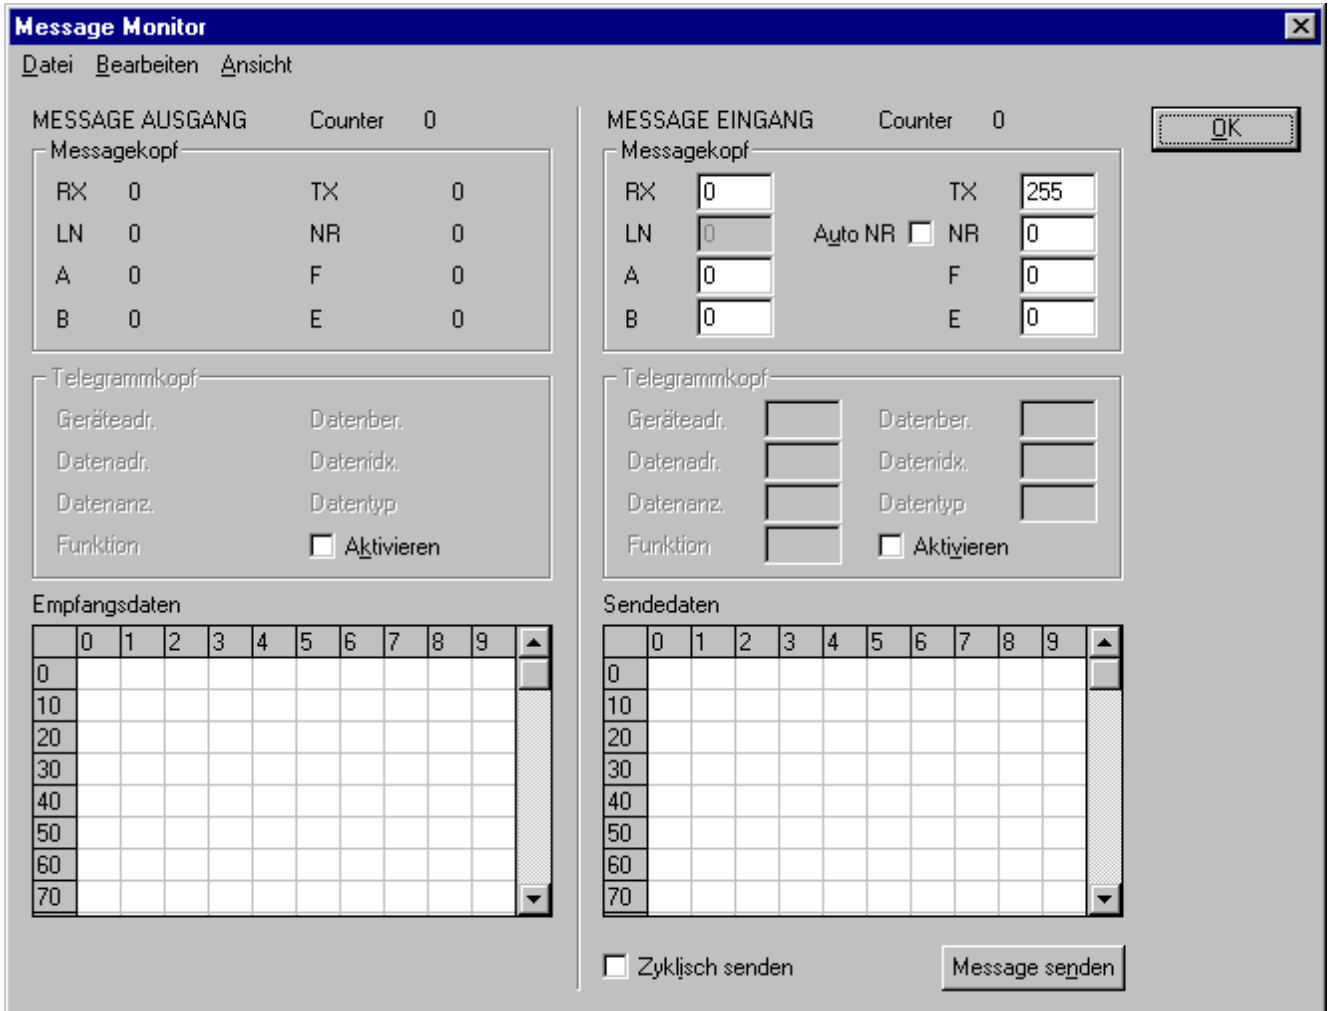 Message Monitor
Datei Bearbeiten Ansicht
MESSAGE AUSGANG Counter 0
Messagekopf
RX 0 TX 0
LN 0 NR 0
A 0 F 0
B 0 E 0
Telegrammkopf
Geräteadr. Datenber.
Datenadr. Datenidx.
Datenanz. Datentyp
Funktion Aktivieren
Empfangsdaten
0 1 2 3 4 5 6 7 8 9
0
10
20
30
40
50
60
70
MESSAGE EINGANG Counter 0
Messagekopf
RX 0 TX 255
LN 0 Auto NR NR 0
A 0 F 0
B 0 E 0
Telegrammkopf
Geräteadr. Datenber.
Datenadr. Datenidx.
Datenanz. Datentyp
Funktion Aktivieren
Sendedaten
0 1 2 3 4 5 6 7 8 9
0
10
20
30
40
50
60
70
Zyklisch senden Message senden
OK